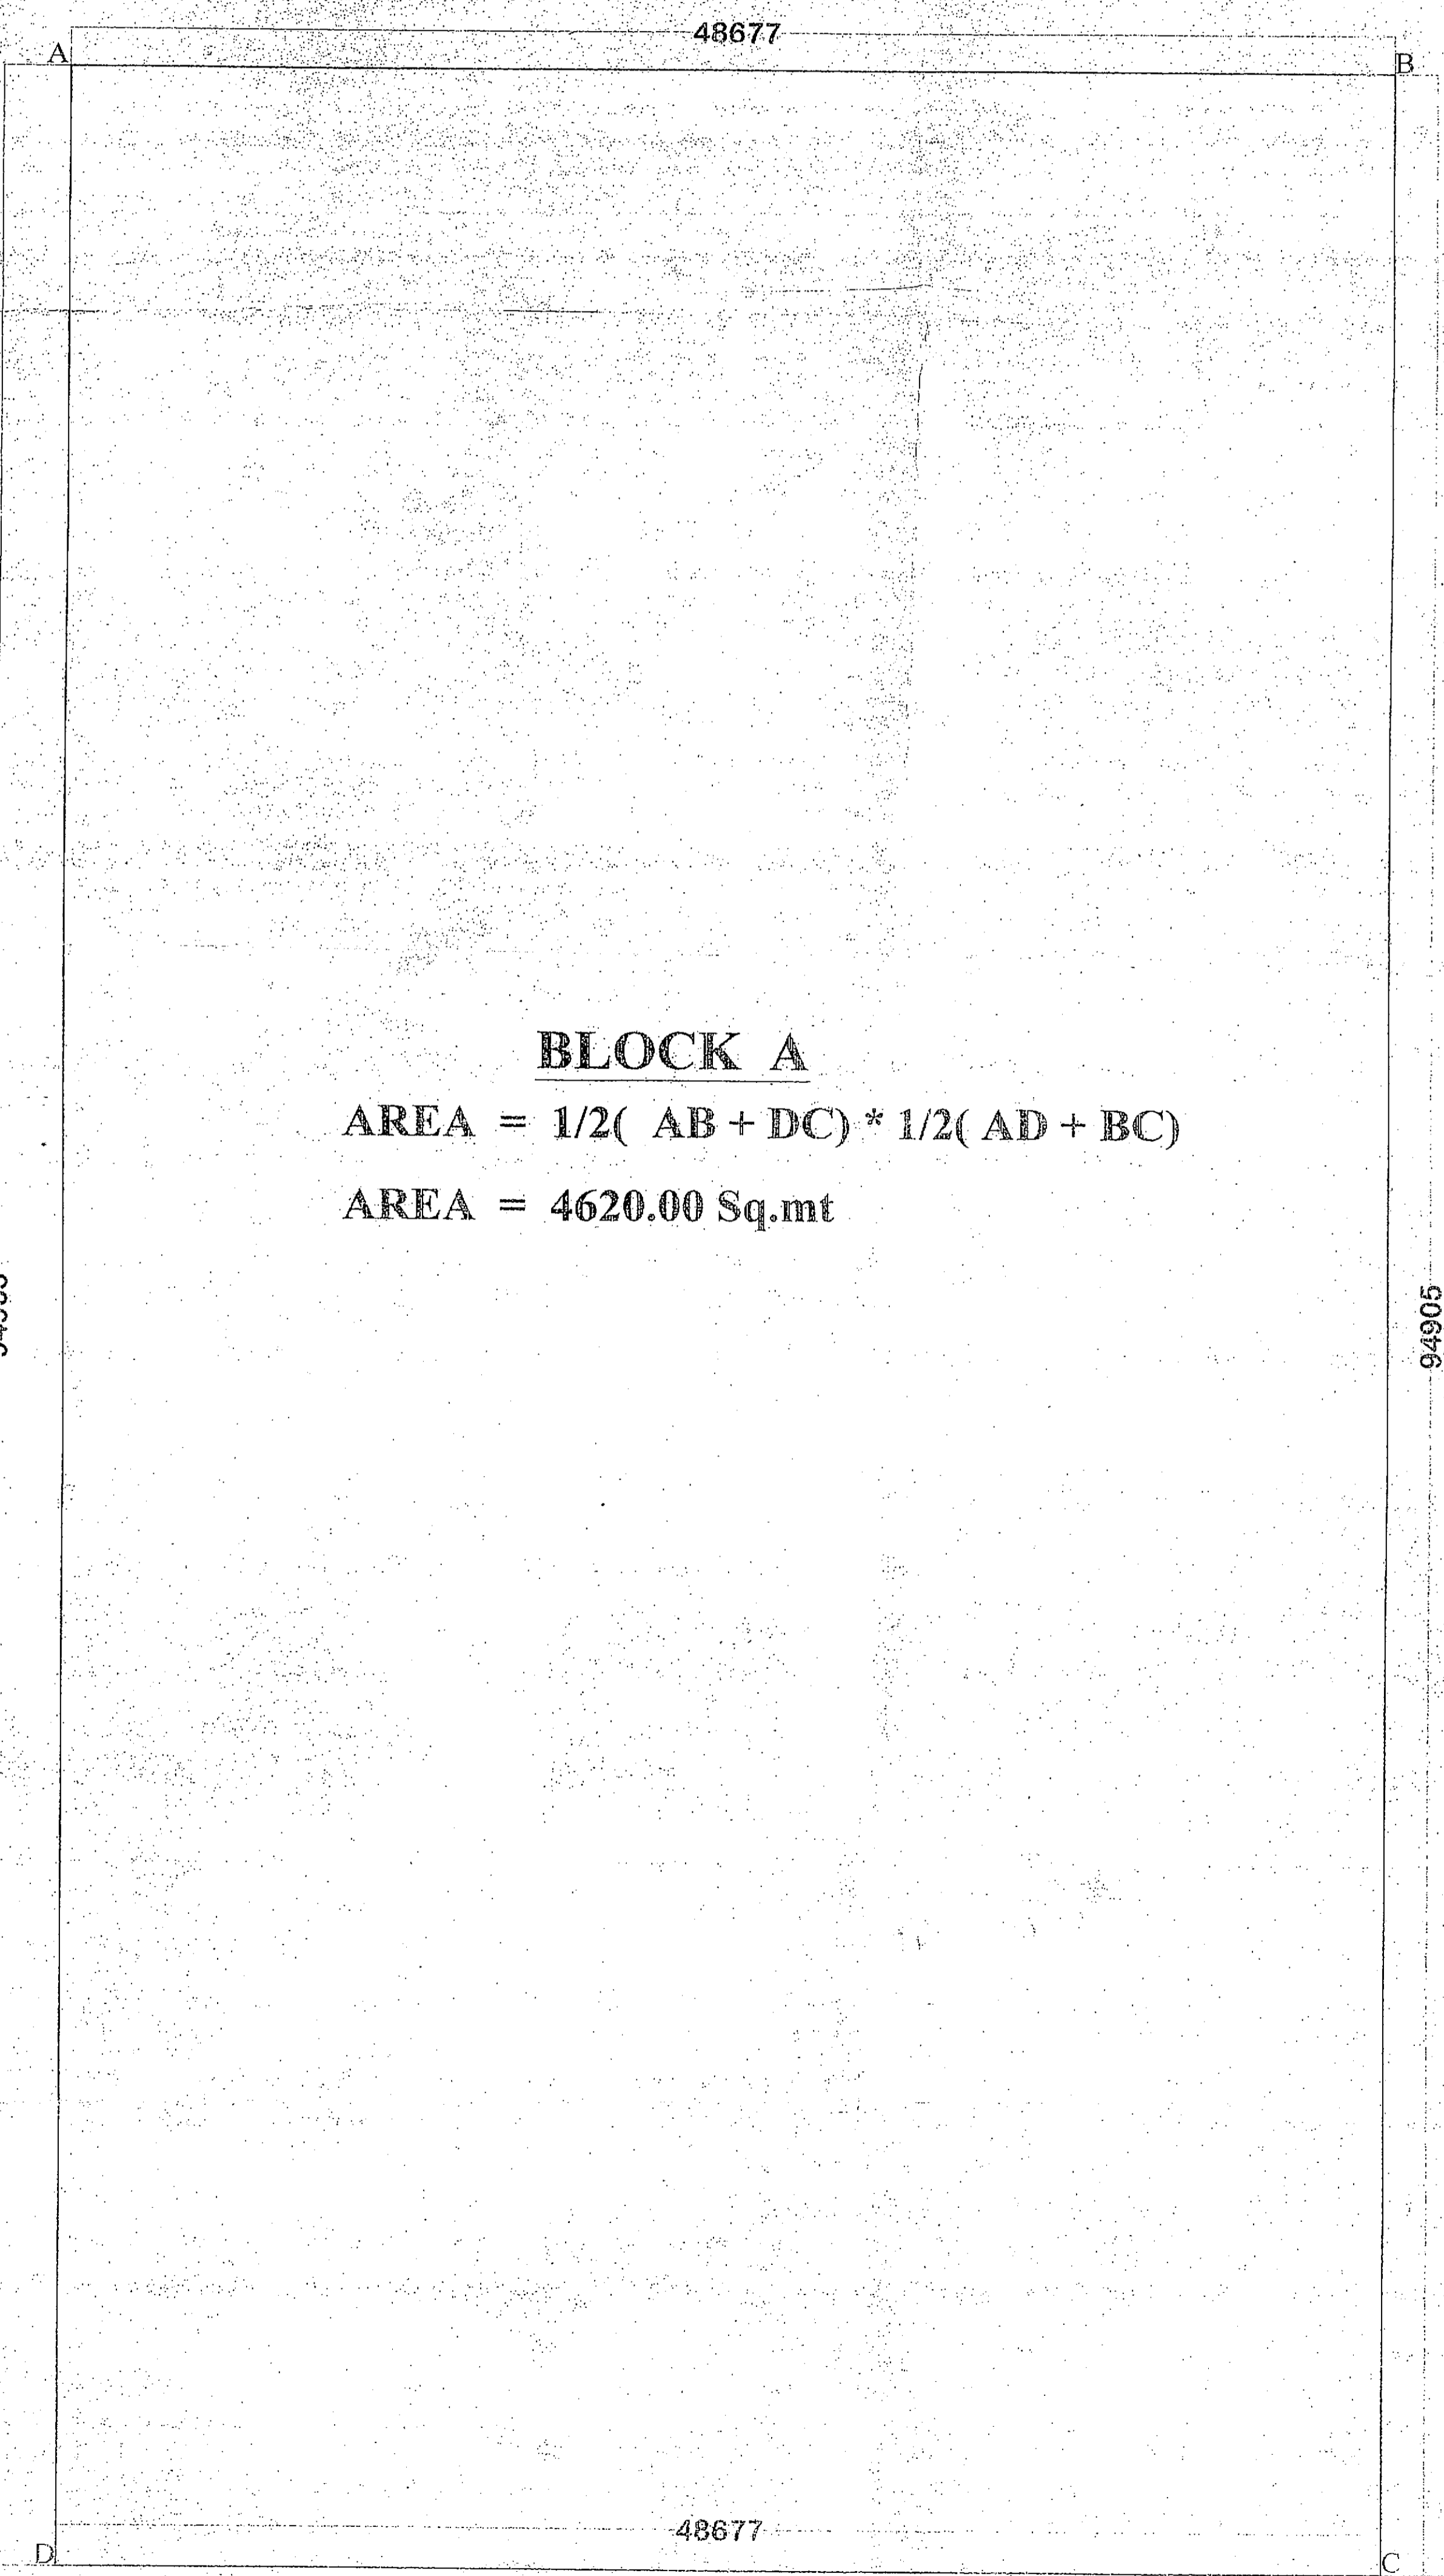 48677
A
B
BLOCK A
AREA = 1/2( AB + DC) * 1/2( AD + BC)
AREA = 4620.00 Sq.mt
94905
48677
D
C